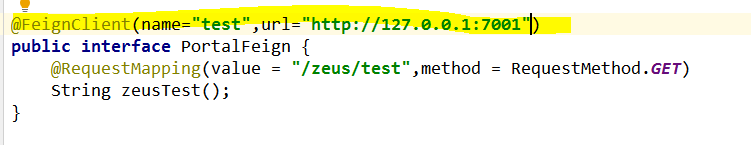 @FeignClient(name="test",url="http://127.0.0.1:7001")
public interface PortalFeign {
@RequestMapping(value = "/zeus/test",method = RequestMethod.GET)
String zeusTest();
}